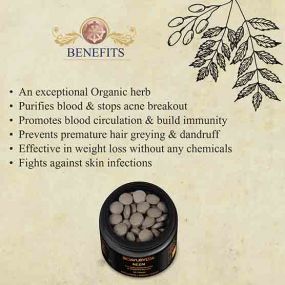 BENEFITS
• An exceptional Organic herb
• Purifies blood & stops acne breakout
• Promotes blood circulation & build immunity
• Prevents premature hair greying & dandruff
• Effective in weight loss without any chemicals
• Fights against skin infections
NEEM